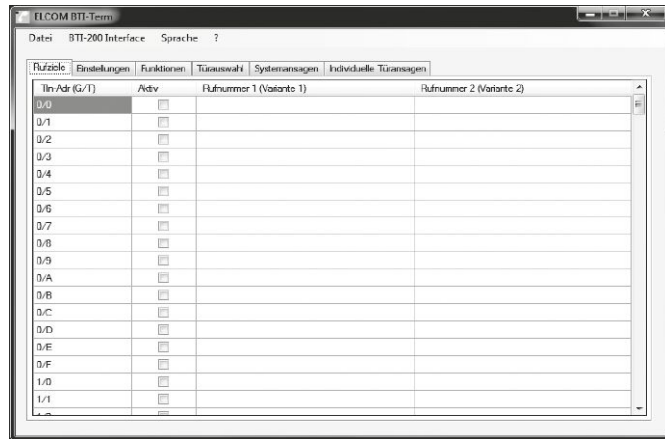 ELCOM BTI-Term
Datei BTI-200 Interface Sprache ?
Rufziele Einstellungen Funktionen Türauswahl Systemansagen Individuelle Türansagen
Tln-Adr (G/T) Aktiv Rufnummer 1 (Variante 1) Rufnummer 2 (Variante 2)
0/0
0/1
0/2
0/3
0/4
0/5
0/6
0/7
0/8
0/9
0/A
0/B
0/C
0/D
0/E
0/F
1/0
1/1